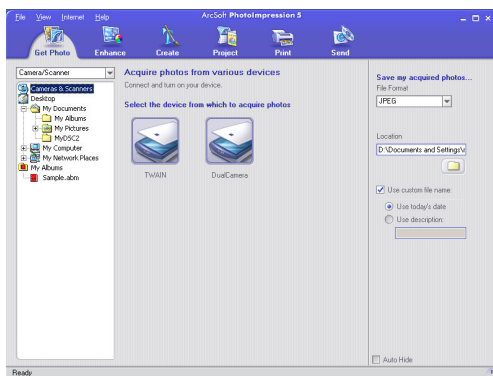 ArcSoft PhotoImpression 5
File View Internet Help
Get Photo Enhance Create Project Print Send
Camera/Scanner
Cameras & Scanners
Desktop
My Documents
My Albums
My Pictures
MyDSC2
My Computer
My Network Places
My Albums
Sample.abm
Acquire photos from various devices
Connect and turn on your device.
Select the device from which to acquire photos
TWAIN DualCamera
Save my acquired photos...
File Format
JPEG
Location
D:\Documents and Settings\
Use custom file name:
Use today's date
Use description:
Auto Hide
Ready